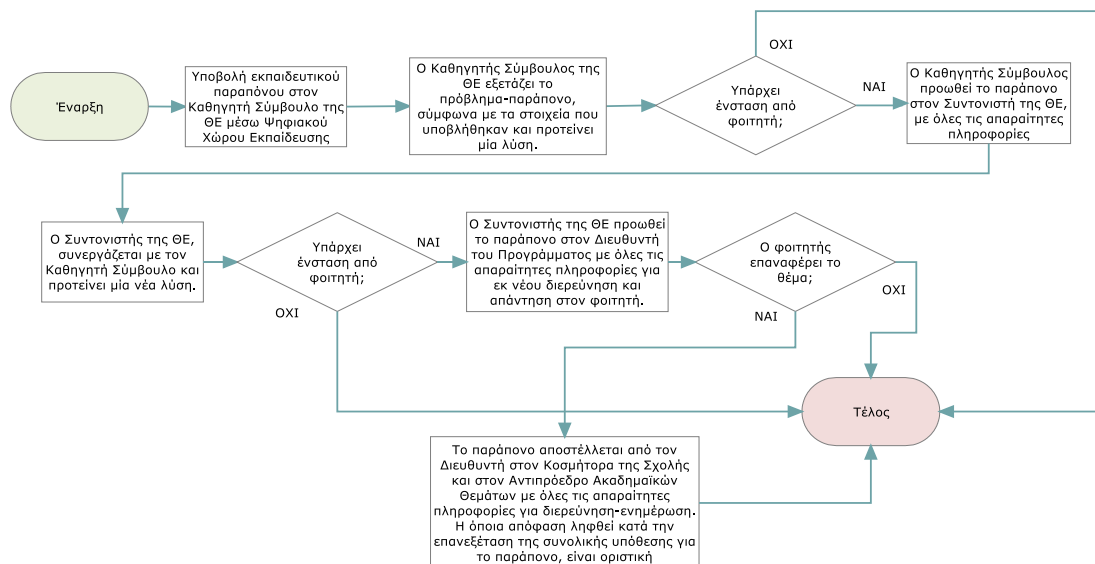 Έναρξη
Υποβολή εκπαιδευτικού
παραπόνου στον
Καθηγητή Σύμβουλο της
ΘΕ μέσω Ψηφιακού
Χώρου Εκπαίδευσης
Ο Καθηγητής Σύμβουλος της
ΘΕ εξετάζει το
πρόβλημα-παράπονο,
σύμφωνα με τα στοιχεία που
υποβλήθηκαν και προτείνει
μία λύση.
Υπάρχει
ένσταση από
φοιτητή;
ΟΧΙ
ΝΑΙ
Ο Καθηγητής Σύμβουλος
προωθεί το παράπονο
στον Συντονιστή της ΘΕ,
με όλες τις απαραίτητες
πληροφορίες
Ο Συντονιστής της ΘΕ,
συνεργάζεται με τον
Καθηγητή Σύμβουλο και
προτείνει μία νέα λύση.
Υπάρχει
ένσταση από
φοιτητή;
ΝΑΙ
ΟΧΙ
Ο Συντονιστής της ΘΕ προωθεί
το παράπονο στον Διευθυντή
του Προγράμματος με όλες τις
απαραίτητες πληροφορίες για
εκ νέου διερεύνηση και
απάντηση στον φοιτητή.
Ο φοιτητής
επαναφέρει το
θέμα;
ΟΧΙ
ΝΑΙ
Τέλος
Το παράπονο αποστέλλεται από τον
Διευθυντή στον Κοσμήτορα της Σχολής
και στον Αντιπρόεδρο Ακαδημαϊκών
Θεμάτων με όλες τις απαραίτητες
πληροφορίες για διερεύνηση-ενημέρωση.
Η όποια απόφαση ληφθεί κατά την
επανεξέταση της συνολικής υπόθεσης για
το παράπονο, είναι οριστική